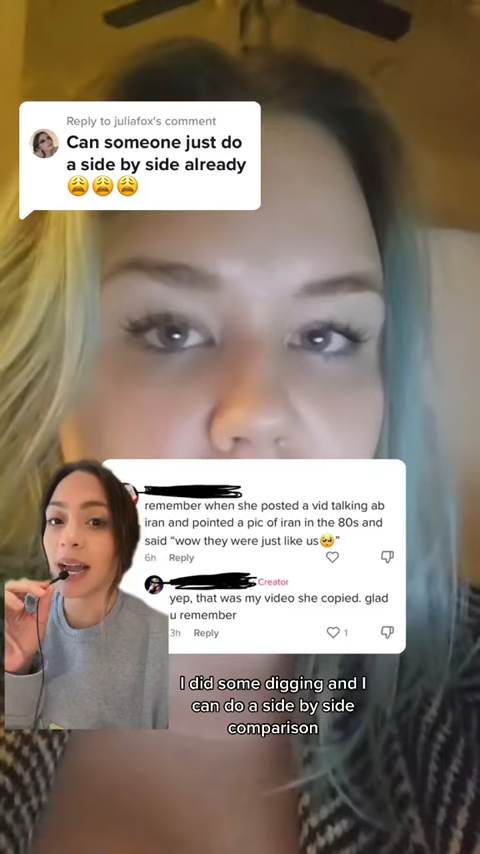 Reply to juliafox's comment
Can someone just do
a side by side already
😩😩😩
remember when she posted a vid talking ab
iran and pointed a pic of iran in the 80s and
said “wow they were just like us🥺”
6h Reply
Creator
yep, that was my video she copied. glad
u remember
3h Reply 1
I did some digging and I
can do a side by side
comparison